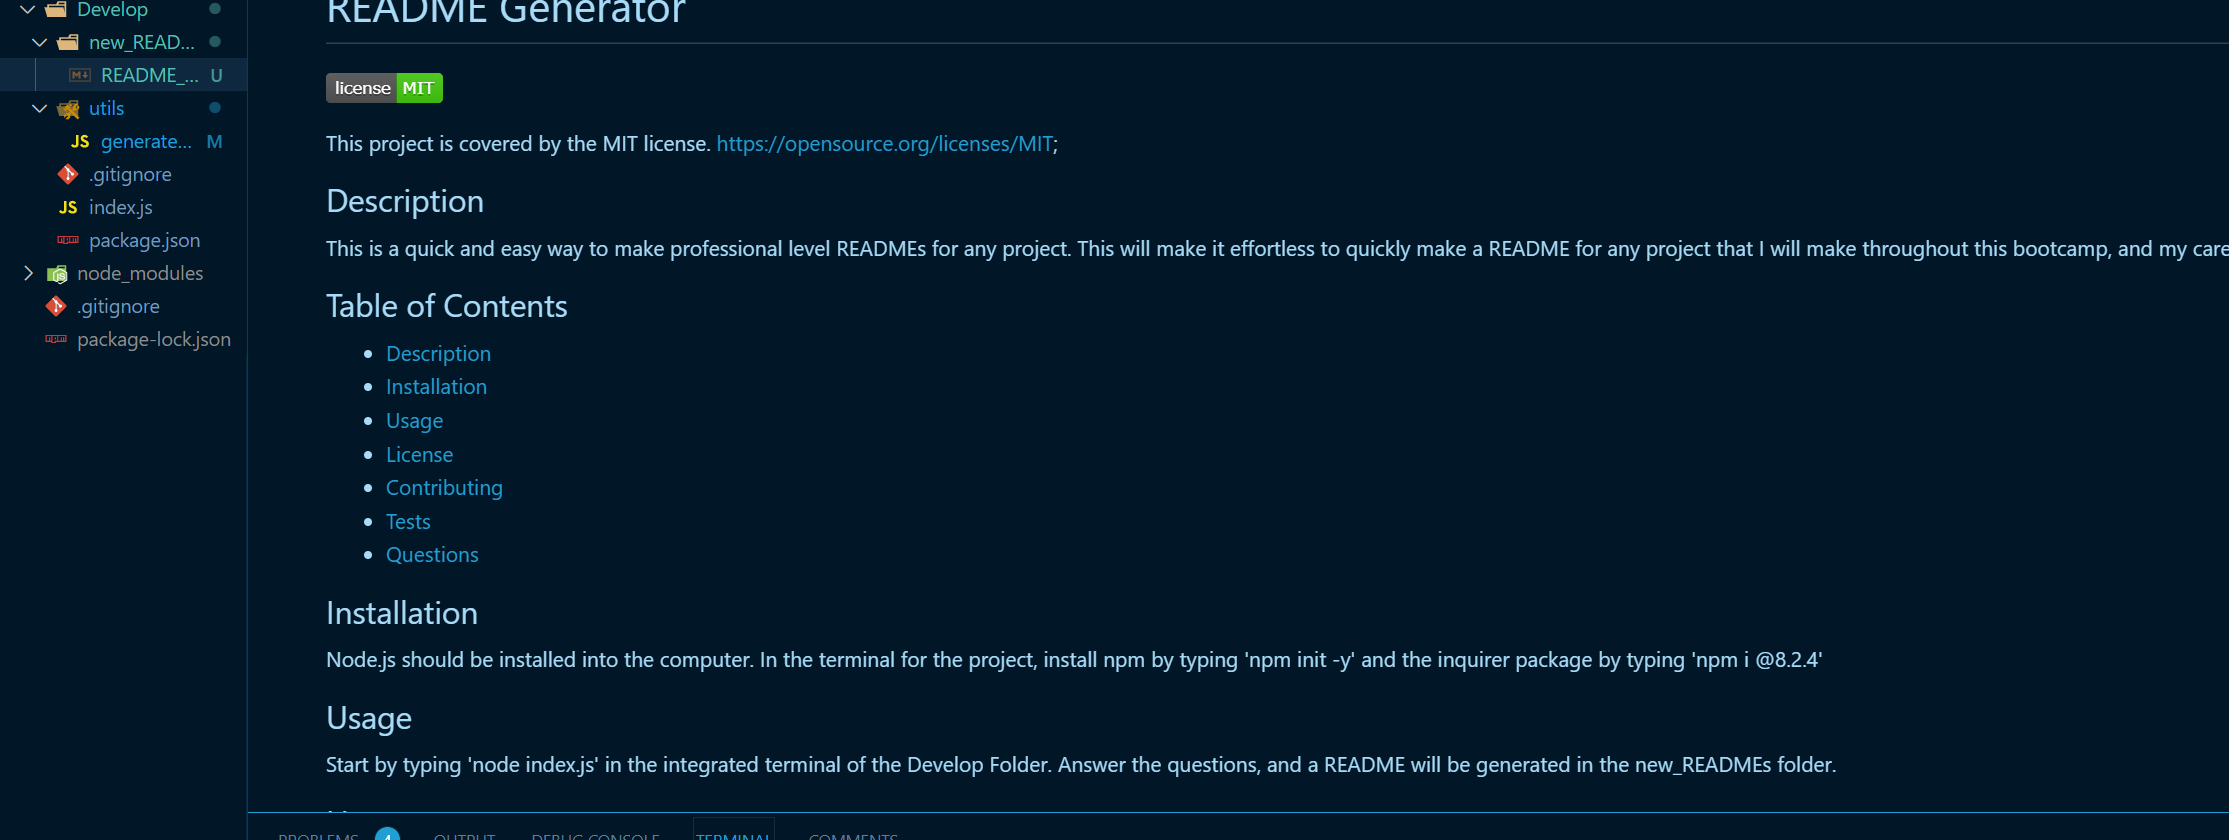 Develop
new_READ...
README_... U
utils
JS generate... M
.gitignore
JS index.js
package.json
node_modules
.gitignore
package-lock.json
README Generator
license MIT
This project is covered by the MIT license. https://opensource.org/licenses/MIT;
Description
This is a quick and easy way to make professional level READMEs for any project. This will make it effortless to quickly make a README for any project that I will make throughout this bootcamp, and my care
Table of Contents
• Description
• Installation
• Usage
• License
• Contributing
• Tests
• Questions
Installation
Node.js should be installed into the computer. In the terminal for the project, install npm by typing 'npm init -y' and the inquirer package by typing 'npm i @8.2.4'
Usage
Start by typing 'node index.js' in the integrated terminal of the Develop Folder. Answer the questions, and a README will be generated in the new_READMEs folder.
PROBLEMS 4 OUTPUT DEBUG CONSOLE TERMINAL COMMENTS